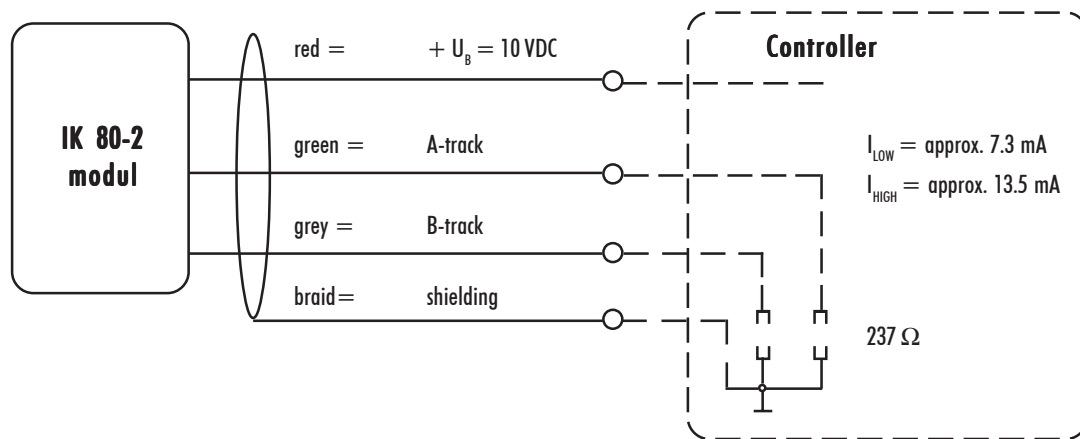 red = + U_B = 10 VDC
Controller
IK 80-2
modul
green = A-track
I_LOW = approx. 7.3 mA
I_HIGH = approx. 13.5 mA
grey = B-track
braid= shielding
237 Ω